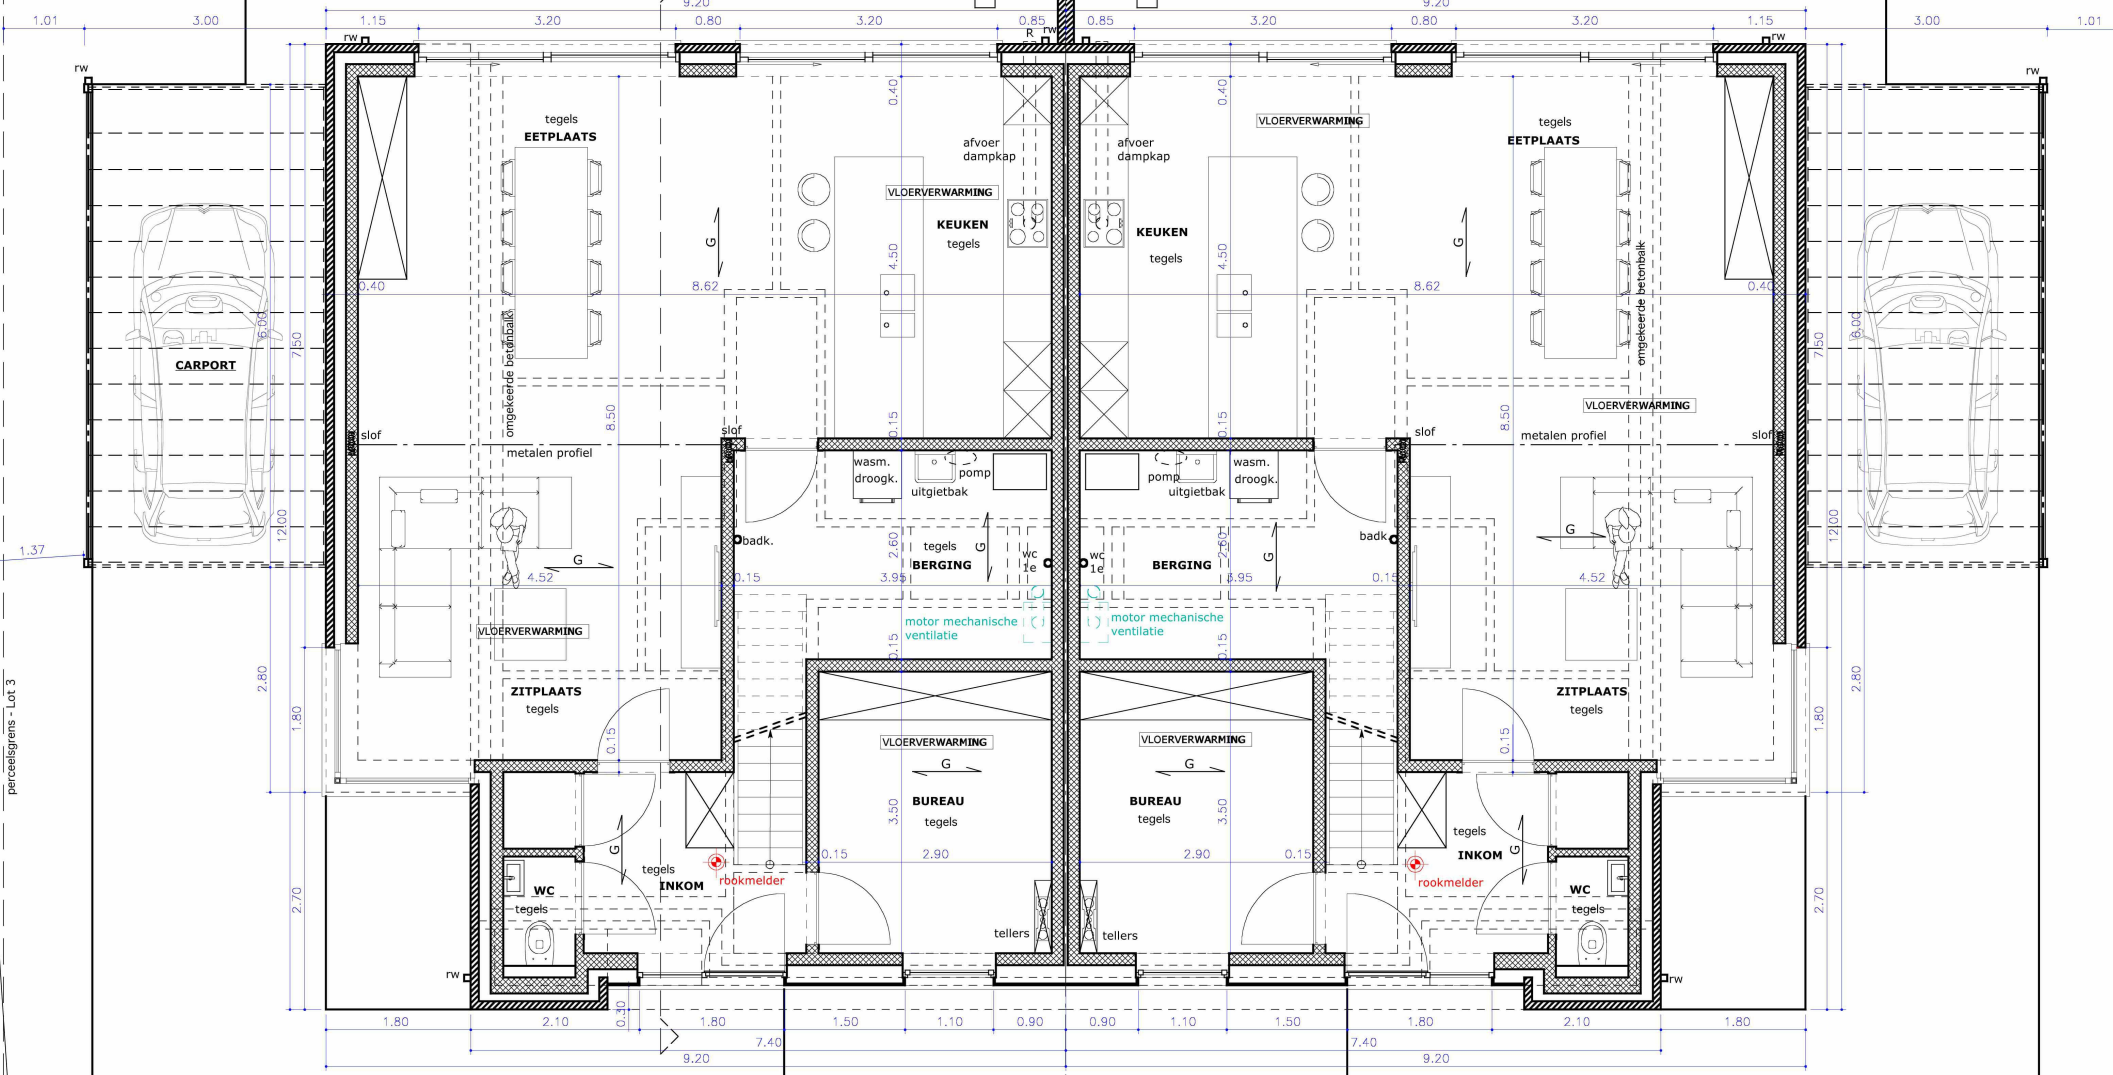 9.20
9.20
1.01
3.00
1.15
3.20
0.80
3.20
0.85
0.85
3.20
0.80
3.20
1.15
3.00
1.01
rw
R
rw
rw
rw
rw
tegels
EETPLAATS
0.40
afvoer
dampkap
VLOERVERWARMING
KEUKEN
tegels
G
4.50
0.40
8.62
omgekeerde betonbalk
6.00
7.50
CARPORT
8.50
0.15
slof
slof
metalen profiel
0.40
VLOERVERWARMING
afvoer
dampkap
tegels
EETPLAATS
KEUKEN
tegels
G
4.50
8.62
0.40
omgekeerde betonbalk
6.00
7.50
VLOERVERWARMING
8.50
0.15
slof
metalen profiel
slof
wasm.
droogk.
pomp
uitgietbak
badk.
12.00
1.37
G
4.52
0.15
2.60
3.95
tegels
BERGING
G
wc
1e
motor mechanische
ventilatie
0.15
VLOERVERWARMING
ZITPLAATS
tegels
2.80
1.80
0.15
perceelsgrens - Lot 3
wasm.
droogk.
pomp
uitgietbak
badk.
wc
1e
BERGING
G
2.60
3.95
0.15
G
4.52
12.00
motor mechanische
ventilatie
0.15
ZITPLAATS
tegels
2.80
1.80
0.15
VLOERVERWARMING
G
BUREAU
tegels
3.50
0.15
2.90
G
tegels
INKOM
rookmelder
WC
tegels
tellers
2.70
rw
VLOERVERWARMING
G
BUREAU
tegels
3.50
2.90
0.15
tegels
INKOM
G
rookmelder
WC
tegels
tellers
2.70
rw
0.30
1.80
2.10
1.80
1.50
1.10
0.90
0.90
1.10
1.50
1.80
2.10
1.80
7.40
7.40
9.20
9.20